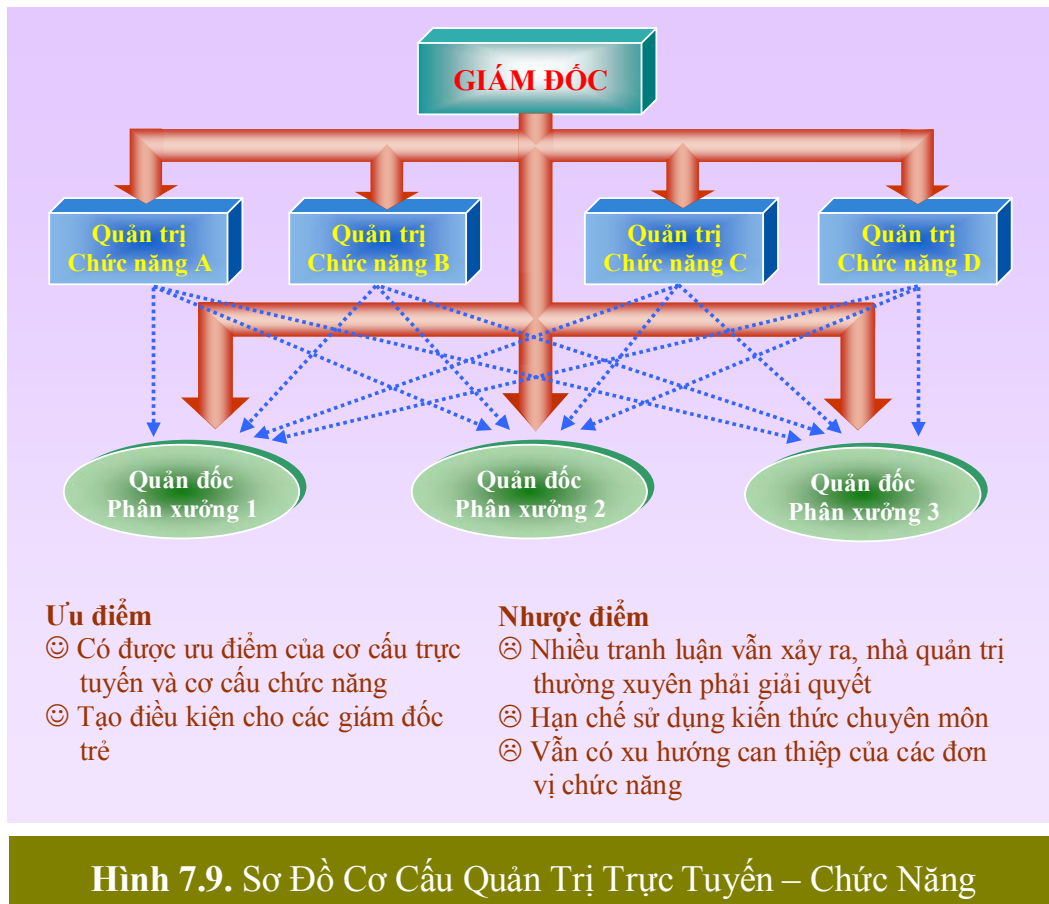 GIÁM ĐỐC
Quản trị
Chức năng A
Quản trị
Chức năng B
Quản trị
Chức năng C
Quản trị
Chức năng D
Quản đốc
Phân xưởng 1
Quản đốc
Phân xưởng 2
Quản đốc
Phân xưởng 3
Ưu điểm
☺ Có được ưu điểm của cơ cấu trực
tuyến và cơ cấu chức năng
☺ Tạo điều kiện cho các giám đốc
trẻ
Nhược điểm
☹ Nhiều tranh luận vẫn xảy ra, nhà quản trị
thường xuyên phải giải quyết
☹ Hạn chế sử dụng kiến thức chuyên môn
☹ Vẫn có xu hướng can thiệp của các đơn
vị chức năng
Hình 7.9. Sơ Đồ Cơ Cấu Quản Trị Trực Tuyến – Chức Năng